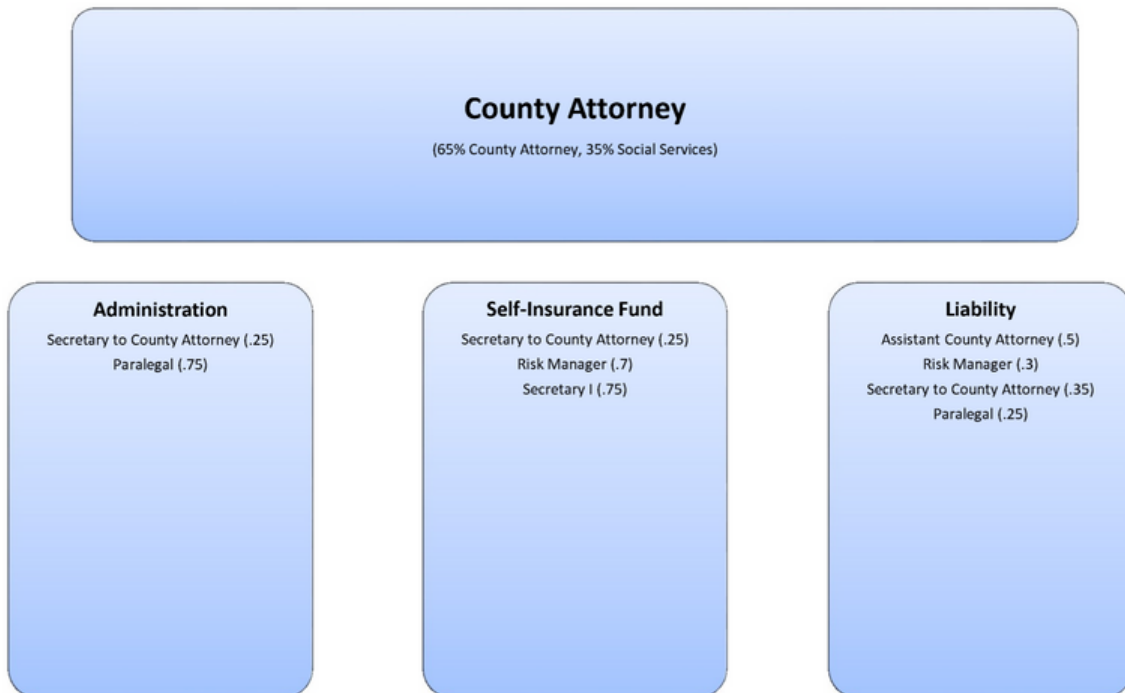 County Attorney
(65% County Attorney, 35% Social Services)
Administration
Secretary to County Attorney (.25)
Paralegal (.75)
Self-Insurance Fund
Secretary to County Attorney (.25)
Risk Manager (.7)
Secretary I (.75)
Liability
Assistant County Attorney (.5)
Risk Manager (.3)
Secretary to County Attorney (.35)
Paralegal (.25)